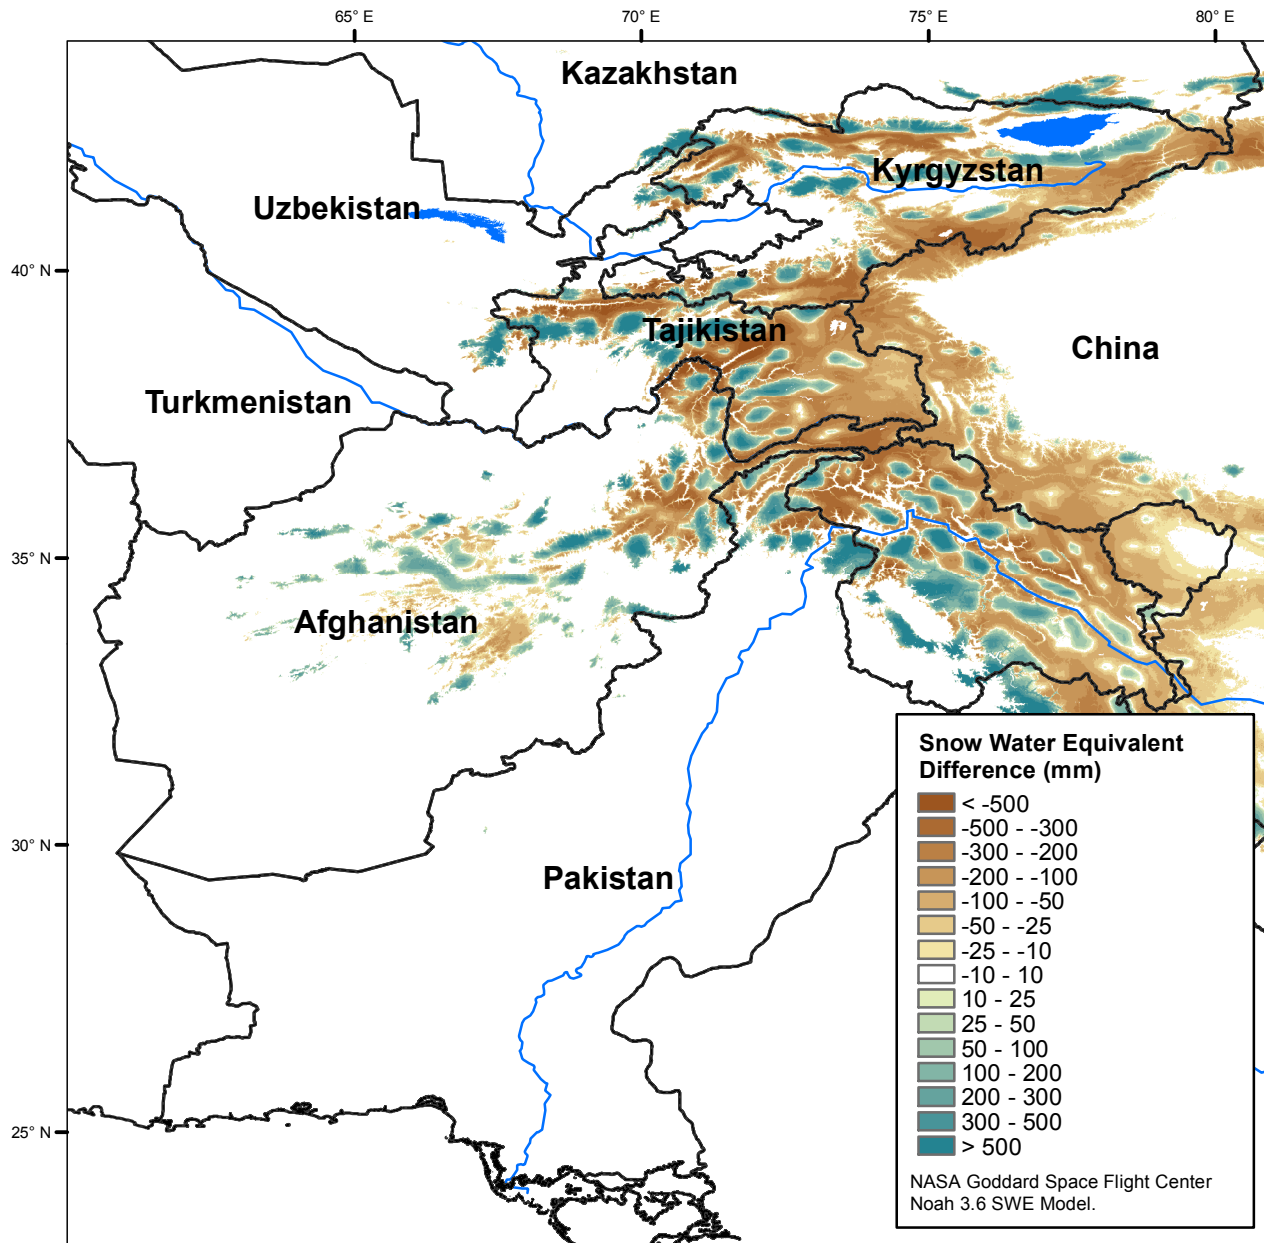 65° E
70° E
75° E
80° E
Kazakhstan
Kyrgyzstan
Uzbekistan
40° N
Tajikistan
China
Turkmenistan
35° N
Afghanistan
Snow Water Equivalent
Difference (mm)
< -500
-500 - -300
-300 - -200
-200 - -100
-100 - -50
-50 - -25
-25 - -10
-10 - 10
10 - 25
25 - 50
50 - 100
100 - 200
200 - 300
300 - 500
> 500
NASA Goddard Space Flight Center
Noah 3.6 SWE Model.
30° N
Pakistan
25° N